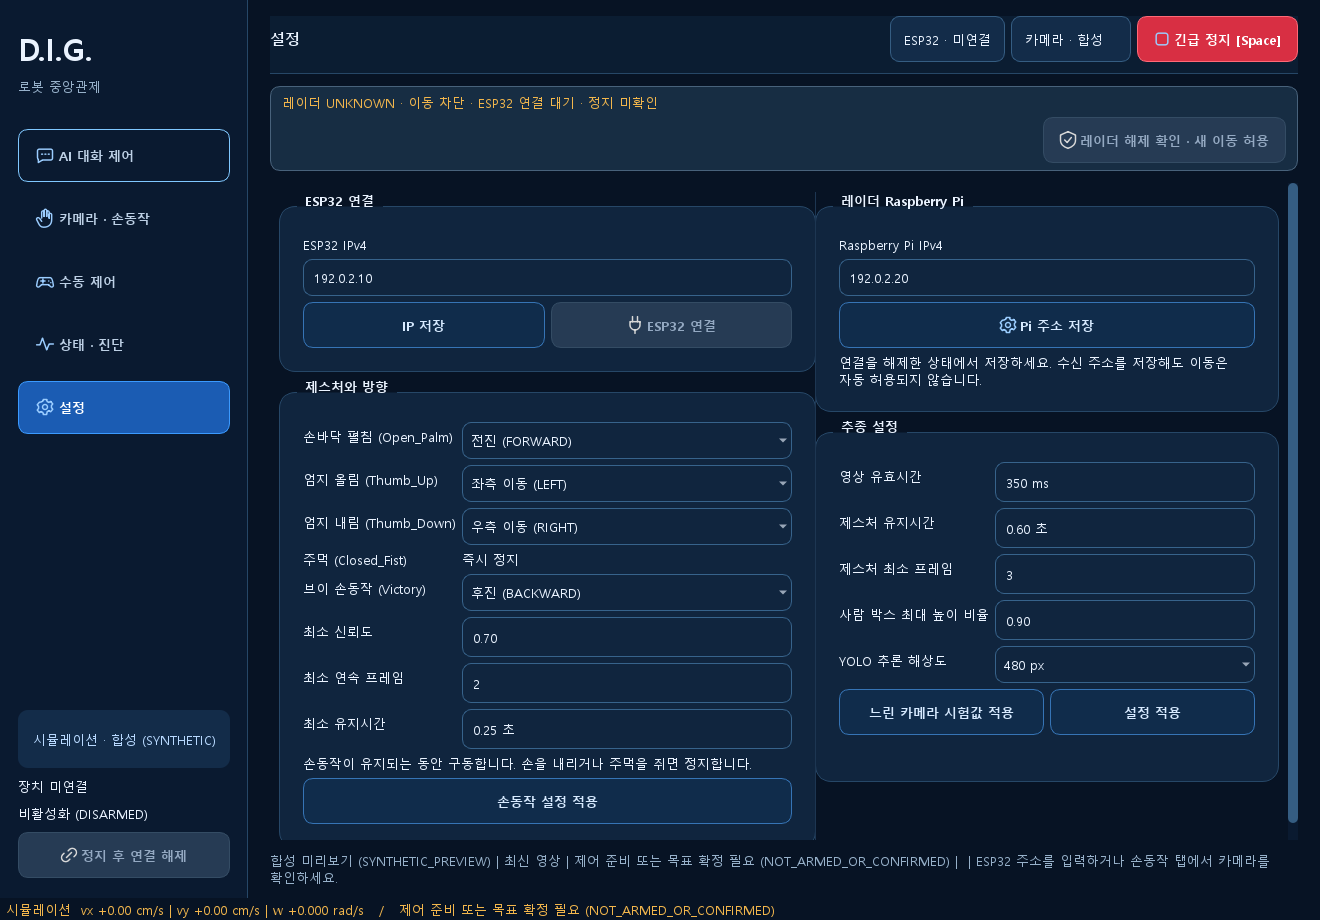 D.I.G.
로봇 중앙관제
AI 대화 제어
카메라 · 손동작
수동 제어
상태 · 진단
설정
시뮬레이션 · 합성 (SYNTHETIC)
장치 미연결
비활성화 (DISARMED)
정지 후 연결 해제
설정
ESP32 · 미연결
카메라 · 합성
긴급 정지 [Space]
레이더 UNKNOWN · 이동 차단 · ESP32 연결 대기 · 정지 미확인
레이더 해제 확인 · 새 이동 허용
ESP32 연결
ESP32 IPv4
192.0.2.10
IP 저장
ESP32 연결
제스처와 방향
손바닥 펼침 (Open_Palm)
전진 (FORWARD)
엄지 올림 (Thumb_Up)
좌측 이동 (LEFT)
엄지 내림 (Thumb_Down)
우측 이동 (RIGHT)
주먹 (Closed_Fist)
즉시 정지
브이 손동작 (Victory)
후진 (BACKWARD)
최소 신뢰도
0.70
최소 연속 프레임
2
최소 유지시간
0.25 초
손동작이 유지되는 동안 구동합니다. 손을 내리거나 주먹을 쥐면 정지합니다.
손동작 설정 적용
레이더 Raspberry Pi
Raspberry Pi IPv4
192.0.2.20
Pi 주소 저장
연결을 해제한 상태에서 저장하세요. 수신 주소를 저장해도 이동은
자동 허용되지 않습니다.
추종 설정
영상 유효시간
350 ms
제스처 유지시간
0.60 초
제스처 최소 프레임
3
사람 박스 최대 높이 비율
0.90
YOLO 추론 해상도
480 px
느린 카메라 시험값 적용
설정 적용
합성 미리보기 (SYNTHETIC_PREVIEW) | 최신 영상 | 제어 준비 또는 목표 확정 필요 (NOT_ARMED_OR_CONFIRMED) | | ESP32 주소를 입력하거나 손동작 탭에서 카메라를
확인하세요.
시뮬레이션 vx +0.00 cm/s | vy +0.00 cm/s | w +0.000 rad/s / 제어 준비 또는 목표 확정 필요 (NOT_ARMED_OR_CONFIRMED)